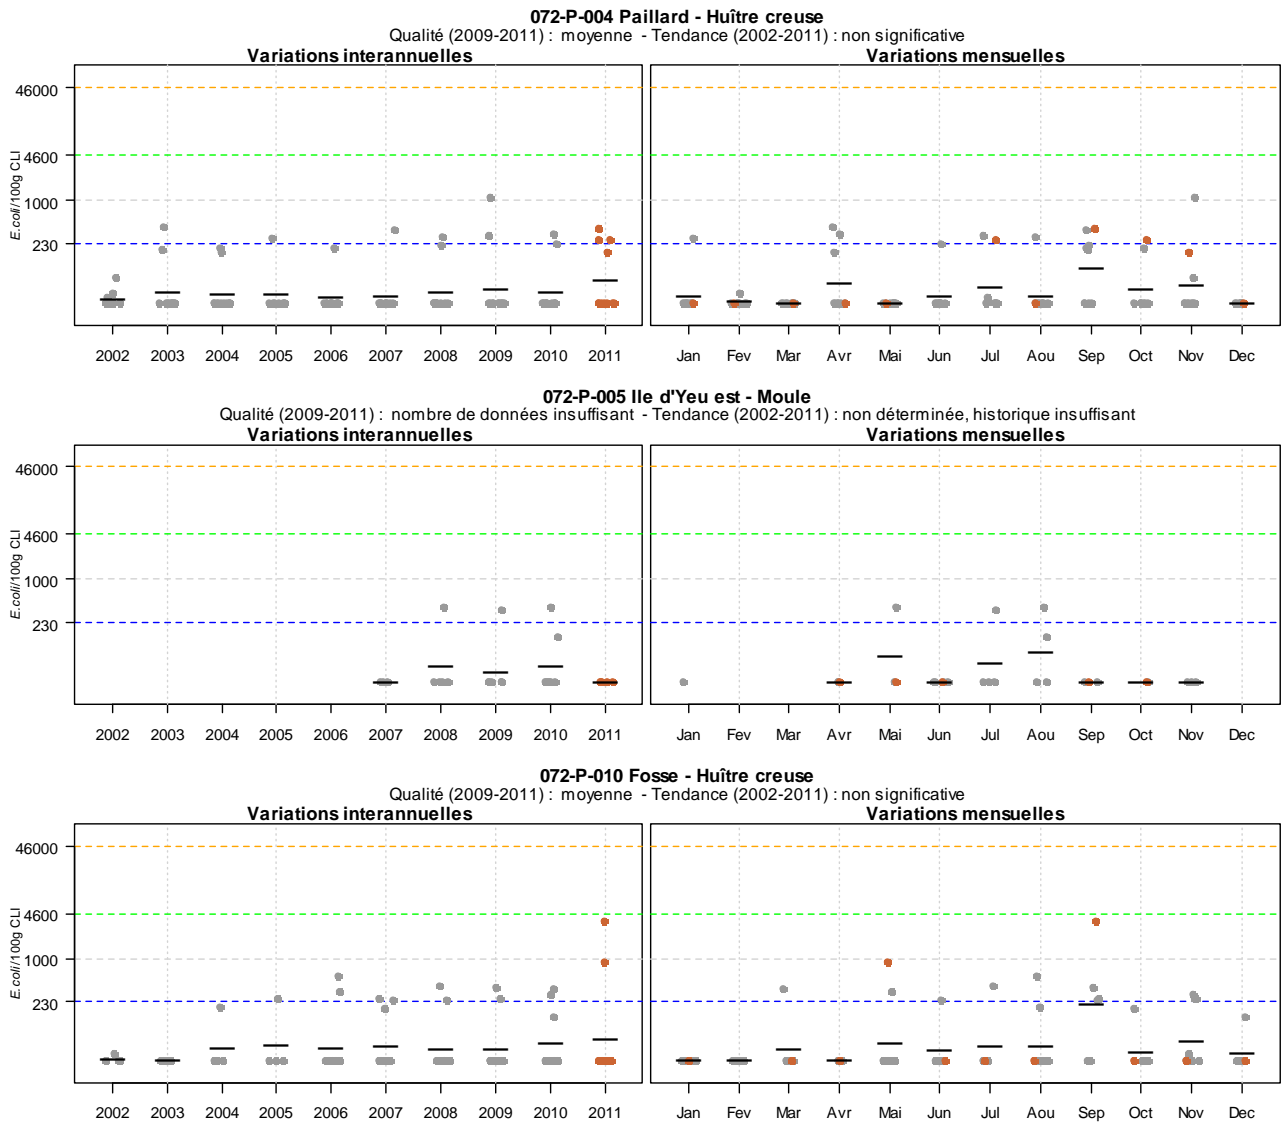 072-P-004 Paillard - Huître creuse
Qualité (2009-2011) : moyenne - Tendance (2002-2011) : non significative
Variations interannuelles
Variations mensuelles
46000
4600
1000
230
E.coli/100g CLI
2002 2003 2004 2005 2006 2007 2008 2009 2010 2011
Jan Fev Mar Avr Mai Jun Jul Aou Sep Oct Nov Dec
072-P-005 Ile d'Yeu est - Moule
Qualité (2009-2011) : nombre de données insuffisant - Tendance (2002-2011) : non déterminée, historique insuffisant
Variations interannuelles
Variations mensuelles
46000
4600
1000
230
E.coli/100g CLI
2002 2003 2004 2005 2006 2007 2008 2009 2010 2011
Jan Fev Mar Avr Mai Jun Jul Aou Sep Oct Nov Dec
072-P-010 Fosse - Huître creuse
Qualité (2009-2011) : moyenne - Tendance (2002-2011) : non significative
Variations interannuelles
Variations mensuelles
46000
4600
1000
230
E.coli/100g CLI
2002 2003 2004 2005 2006 2007 2008 2009 2010 2011
Jan Fev Mar Avr Mai Jun Jul Aou Sep Oct Nov Dec